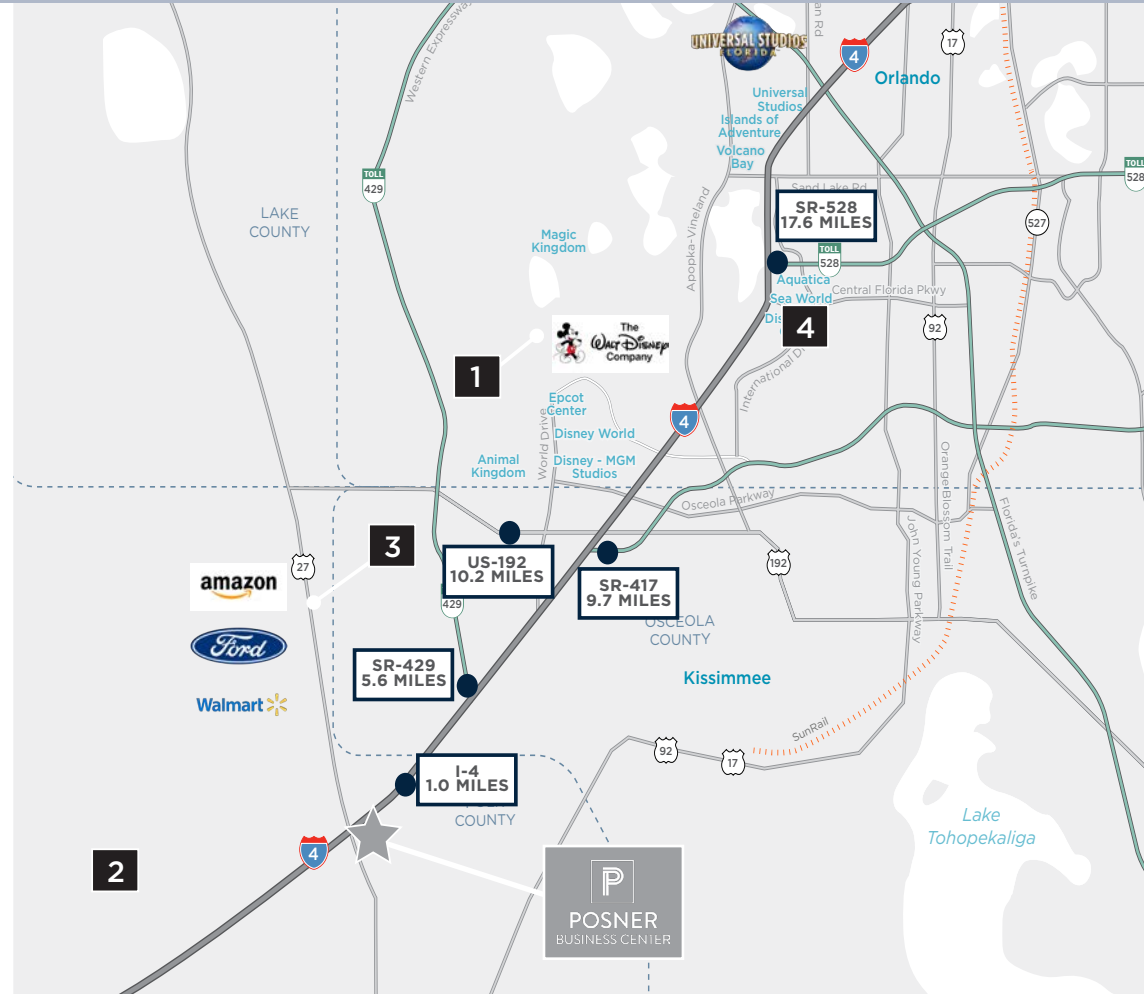 Western Expressway
UNIVERSAL STUDIOS
FLORIDA
an Rd
4
17
Orlando
Universal
Studios
Islands of
Adventure
Volcano
Bay
TOLL
429
TOLL
528
LAKE
COUNTY
Sand Lake Rd
SR-528
17.6 MILES
527
Apopka-Vineland
Magic
Kingdom
TOLL
528
Aquatica
Sea World
Dis
Central Florida Pkwy
4
92
The
WALT DISNEY
Company
1
International D
Epcot
Center
4
World Drive
Disney World
Animal
Kingdom
Disney - MGM
Studios
Orange Blossom Trail
Osceola Parkway
Florida's Turnpike
John Young Parkway
3
27
amazon
US-192
10.2 MILES
SR-417
9.7 MILES
192
429
OSCEOLA
COUNTY
Ford
SR-429
5.6 MILES
Kissimmee
Walmart
SunRail
92
17
I-4
1.0 MILES
COUNTY
Lake
Tohopekaliga
4
2
P
POSNER
BUSINESS CENTER